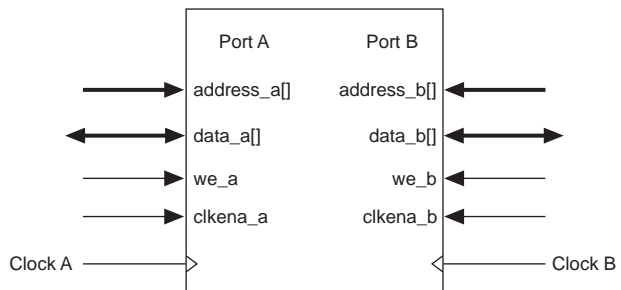 Port A Port B
address_a[] address_b[]
data_a[] data_b[]
we_a we_b
clkena_a clkena_b
Clock A Clock B